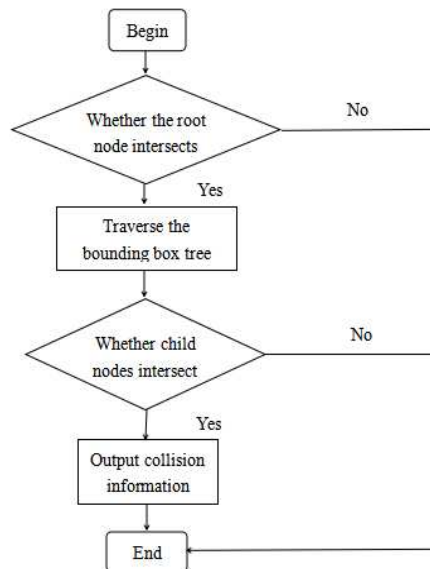 Begin
Whether the root
node intersects
No
Yes
Traverse the
bounding box tree
Whether child
nodes intersect
No
Yes
Output collision
information
End